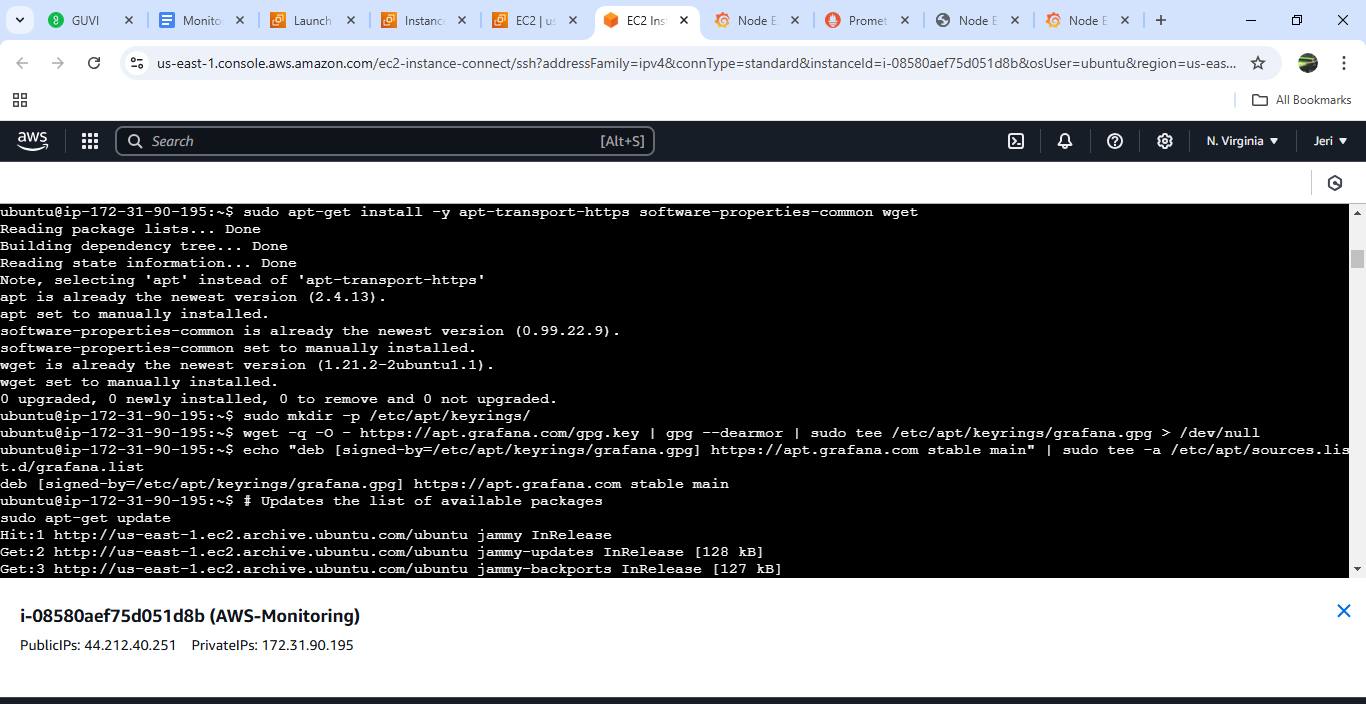 GUVI
Monito
Launch
Instanc
EC2 | us
EC2 Ins
Node E
Promet
Node E
Node E
us-east-1.console.aws.amazon.com/ec2-instance-connect/ssh?addressFamily=ipv4&connType=standard&instanceId=i-08580aef75d051d8b&osUser=ubuntu&region=us-eas...
All Bookmarks
aws
Search
[Alt+S]
N. Virginia
Jeri
ubuntu@ip-172-31-90-195:~$ sudo apt-get install -y apt-transport-https software-properties-common wget
Reading package lists... Done
Building dependency tree... Done
Reading state information... Done
Note, selecting 'apt' instead of 'apt-transport-https'
apt is already the newest version (2.4.13).
apt set to manually installed.
software-properties-common is already the newest version (0.99.22.9).
software-properties-common set to manually installed.
wget is already the newest version (1.21.2-2ubuntu1.1).
wget set to manually installed.
0 upgraded, 0 newly installed, 0 to remove and 0 not upgraded.
ubuntu@ip-172-31-90-195:~$ sudo mkdir -p /etc/apt/keyrings/
ubuntu@ip-172-31-90-195:~$ wget -q -O - https://apt.grafana.com/gpg.key | gpg --dearmor | sudo tee /etc/apt/keyrings/grafana.gpg > /dev/null
ubuntu@ip-172-31-90-195:~$ echo "deb [signed-by=/etc/apt/keyrings/grafana.gpg] https://apt.grafana.com stable main" | sudo tee -a /etc/apt/sources.lis
t.d/grafana.list
deb [signed-by=/etc/apt/keyrings/grafana.gpg] https://apt.grafana.com stable main
ubuntu@ip-172-31-90-195:~$ # Updates the list of available packages
sudo apt-get update
Hit:1 http://us-east-1.ec2.archive.ubuntu.com/ubuntu jammy InRelease
Get:2 http://us-east-1.ec2.archive.ubuntu.com/ubuntu jammy-updates InRelease [128 kB]
Get:3 http://us-east-1.ec2.archive.ubuntu.com/ubuntu jammy-backports InRelease [127 kB]
i-08580aef75d051d8b (AWS-Monitoring)
PublicIPs: 44.212.40.251 PrivateIPs: 172.31.90.195